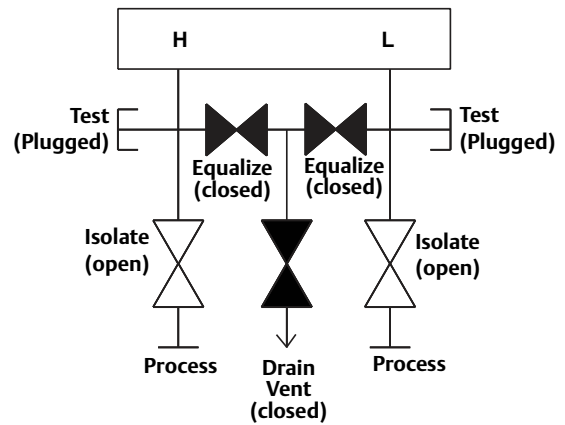 H
L
Test
(Plugged)
Test
(Plugged)
Equalize
(closed)
Equalize
(closed)
Isolate
(open)
Isolate
(open)
Process
Drain
Vent
(closed)
Process